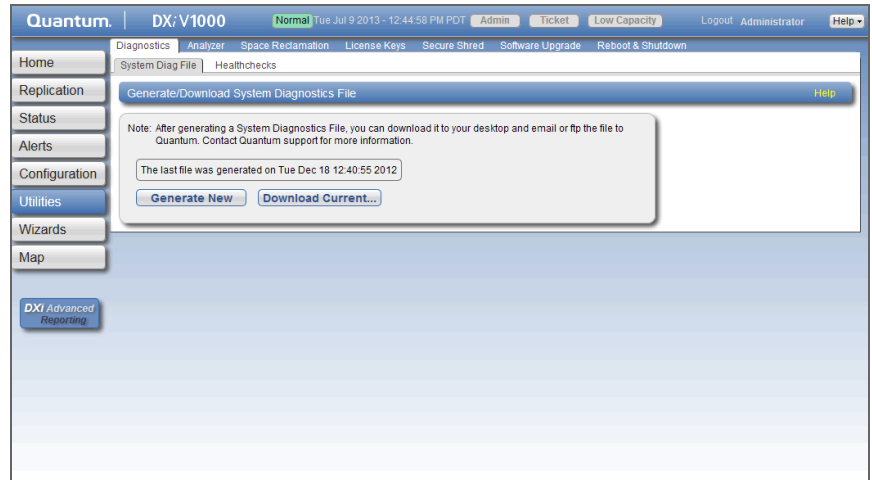 Quantum. DXi V1000 Normal Tue Jul 9 2013 - 12:44:58 PM PDT Admin Ticket Low Capacity Logout Administrator Help
Diagnostics Analyzer Space Reclamation License Keys Secure Shred Software Upgrade Reboot & Shutdown
System Diag File Healthchecks
Home
Replication
Status
Alerts
Configuration
Utilities
Wizards
Map
DXi Advanced
Reporting
Generate/Download System Diagnostics File Help
Note: After generating a System Diagnostics File, you can download it to your desktop and email or ftp the file to
Quantum. Contact Quantum support for more information.
The last file was generated on Tue Dec 18 12:40:55 2012
Generate New Download Current...